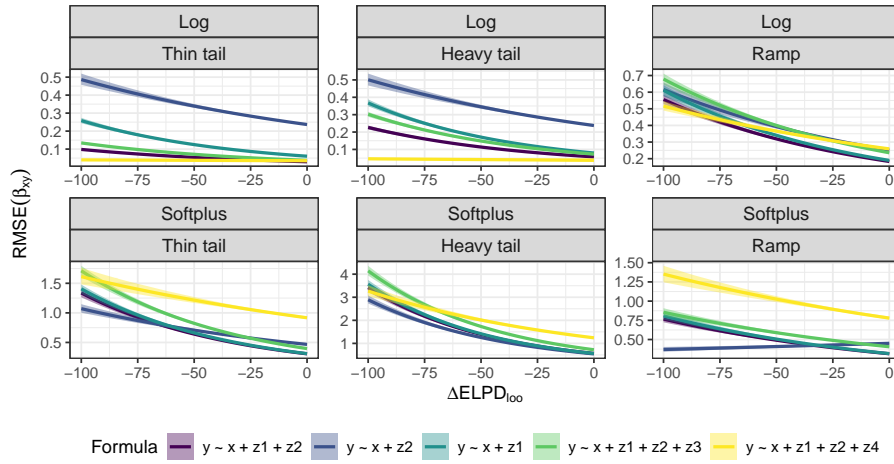 Log
Log
Log
Thin tail
Heavy tail
Ramp
0.5
0.4
0.3
0.2
0.1
0.5
0.4
0.3
0.2
0.1
0.7
0.6
0.5
0.4
0.3
0.2
−100 −75 −50 −25 0
−100 −75 −50 −25 0
−100 −75 −50 −25 0
RMSE(βxy)
Softplus
Softplus
Softplus
Thin tail
Heavy tail
Ramp
1.5
1.0
0.5
4
3
2
1
1.50
1.25
1.00
0.75
0.50
−100 −75 −50 −25 0
−100 −75 −50 −25 0
−100 −75 −50 −25 0
ΔELPDloo
Formula y ~ x + z1 + z2 y ~ x + z2 y ~ x + z1 y ~ x + z1 + z2 + z3 y ~ x + z1 + z2 + z4